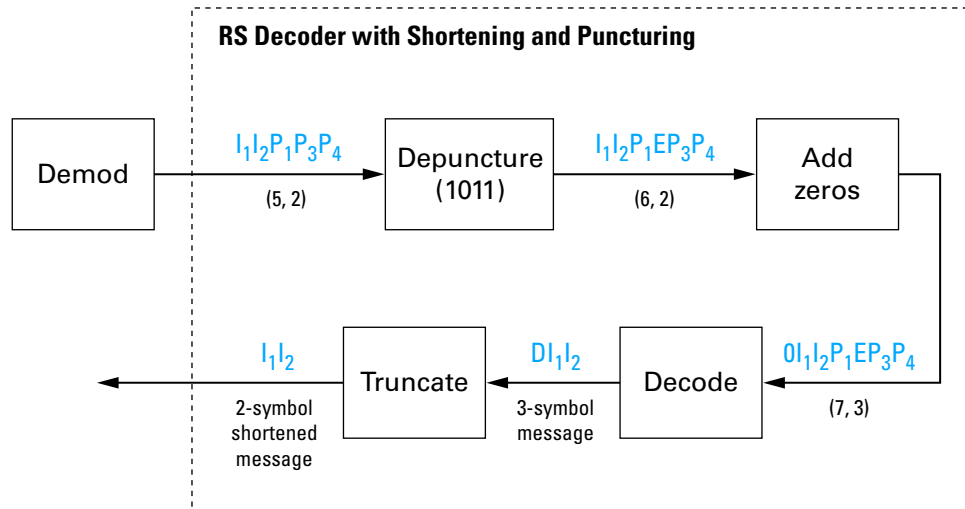 RS Decoder with Shortening and Puncturing
Demod
I₁I₂P₁P₃P₄
(5, 2)
Depuncture
(1011)
I₁I₂P₁EP₃P₄
(6, 2)
Add
zeros
0I₁I₂P₁EP₃P₄
(7, 3)
Decode
DI₁I₂
3-symbol
message
Truncate
I₁I₂
2-symbol
shortened
message